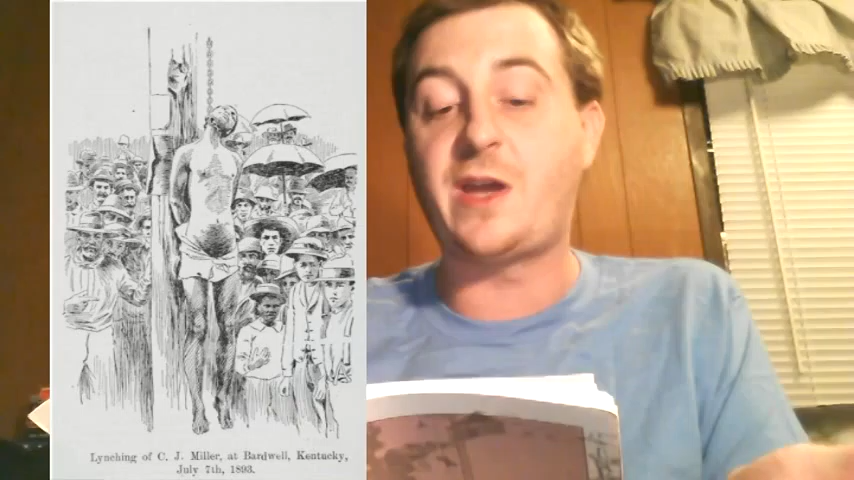 Lynching of C. J. Miller, at Bardwell, Kentucky,
July 7th, 1893.